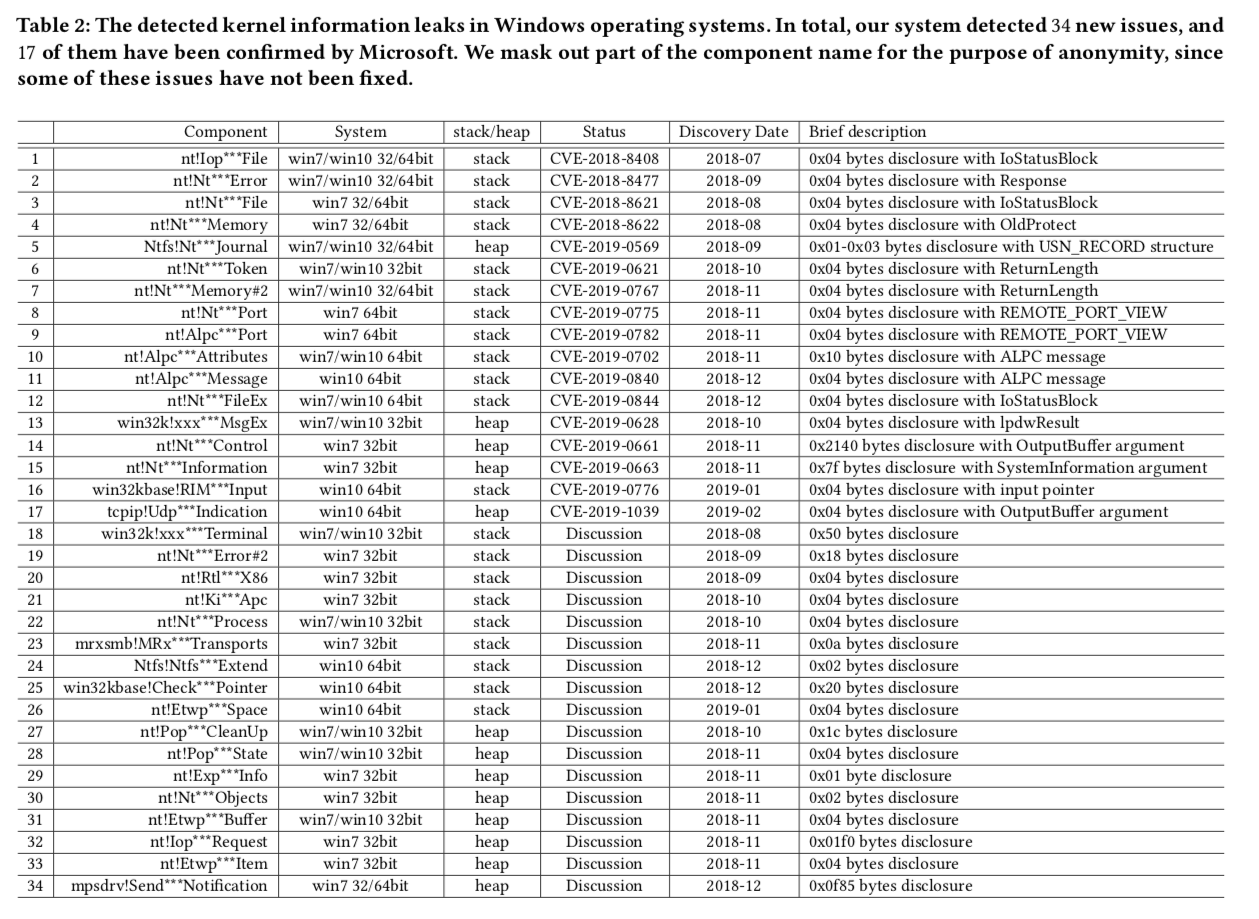 Table 2: The detected kernel information leaks in Windows operating systems. In total, our system detected 34 new issues, and
17 of them have been confirmed by Microsoft. We mask out part of the component name for the purpose of anonymity, since
some of these issues have not been fixed.
Component System stack/heap Status Discovery Date Brief description
1 nt!Iop***File win7/win10 32/64bit stack CVE-2018-8408 2018-07 0x04 bytes disclosure with IoStatusBlock
2 nt!Nt***Error win7/win10 32/64bit stack CVE-2018-8477 2018-09 0x04 bytes disclosure with Response
3 nt!Nt***File win7 32/64bit stack CVE-2018-8621 2018-08 0x04 bytes disclosure with IoStatusBlock
4 nt!Nt***Memory win7 32/64bit stack CVE-2018-8622 2018-08 0x04 bytes disclosure with OldProtect
5 Ntfs!Nt***Journal win7/win10 32/64bit heap CVE-2019-0569 2018-09 0x01-0x03 bytes disclosure with USN_RECORD structure
6 nt!Nt***Token win7/win10 32bit stack CVE-2019-0621 2018-10 0x04 bytes disclosure with ReturnLength
7 nt!Nt***Memory#2 win7/win10 32/64bit stack CVE-2019-0767 2018-11 0x04 bytes disclosure with ReturnLength
8 nt!Nt***Port win7 64bit stack CVE-2019-0775 2018-11 0x04 bytes disclosure with REMOTE_PORT_VIEW
9 nt!Alpc***Port win7 64bit stack CVE-2019-0782 2018-11 0x04 bytes disclosure with REMOTE_PORT_VIEW
10 nt!Alpc***Attributes win7/win10 64bit stack CVE-2019-0702 2018-11 0x10 bytes disclosure with ALPC message
11 nt!Alpc***Message win10 64bit stack CVE-2019-0840 2018-12 0x04 bytes disclosure with ALPC message
12 nt!Nt***FileEx win7/win10 64bit stack CVE-2019-0844 2018-12 0x04 bytes disclosure with IoStatusBlock
13 win32k!xxx***MsgEx win7/win10 32bit heap CVE-2019-0628 2018-10 0x04 bytes disclosure with lpdwResult
14 nt!Nt***Control win7 32bit heap CVE-2019-0661 2018-11 0x2140 bytes disclosure with OutputBuffer argument
15 nt!Nt***Information win7 32bit heap CVE-2019-0663 2018-11 0x7f bytes disclosure with SystemInformation argument
16 win32kbase!RIM***Input win10 64bit stack CVE-2019-0776 2019-01 0x04 bytes disclosure with input pointer
17 tcpip!Udp***Indication win10 64bit heap CVE-2019-1039 2019-02 0x04 bytes disclosure with OutputBuffer argument
18 win32k!xxx***Terminal win7/win10 32bit stack Discussion 2018-08 0x50 bytes disclosure
19 nt!Nt***Error#2 win7 32bit stack Discussion 2018-09 0x18 bytes disclosure
20 nt!Rtl***X86 win7 32bit stack Discussion 2018-09 0x04 bytes disclosure
21 nt!Ki***Apc win7 32bit stack Discussion 2018-10 0x04 bytes disclosure
22 nt!Nt***Process win7/win10 32bit stack Discussion 2018-10 0x04 bytes disclosure
23 mrxsmb!MRx***Transports win7 32bit stack Discussion 2018-11 0x0a bytes disclosure
24 Ntfs!Ntfs***Extend win10 64bit stack Discussion 2018-12 0x02 bytes disclosure
25 win32kbase!Check***Pointer win10 64bit stack Discussion 2018-12 0x20 bytes disclosure
26 nt!Etwp***Space win10 64bit stack Discussion 2019-01 0x04 bytes disclosure
27 nt!Pop***CleanUp win7/win10 32bit heap Discussion 2018-10 0x1c bytes disclosure
28 nt!Pop***State win7/win10 32bit heap Discussion 2018-11 0x04 bytes disclosure
29 nt!Exp***Info win7 32bit heap Discussion 2018-11 0x01 byte disclosure
30 nt!Nt***Objects win7 32bit heap Discussion 2018-11 0x02 bytes disclosure
31 nt!Etwp***Buffer win7/win10 32bit heap Discussion 2018-11 0x04 bytes disclosure
32 nt!Iop***Request win7 32bit heap Discussion 2018-11 0x01f0 bytes disclosure
33 nt!Etwp***Item win7 32bit heap Discussion 2018-11 0x04 bytes disclosure
34 mpsdrv!Send***Notification win7 32/64bit heap Discussion 2018-12 0x0f85 bytes disclosure